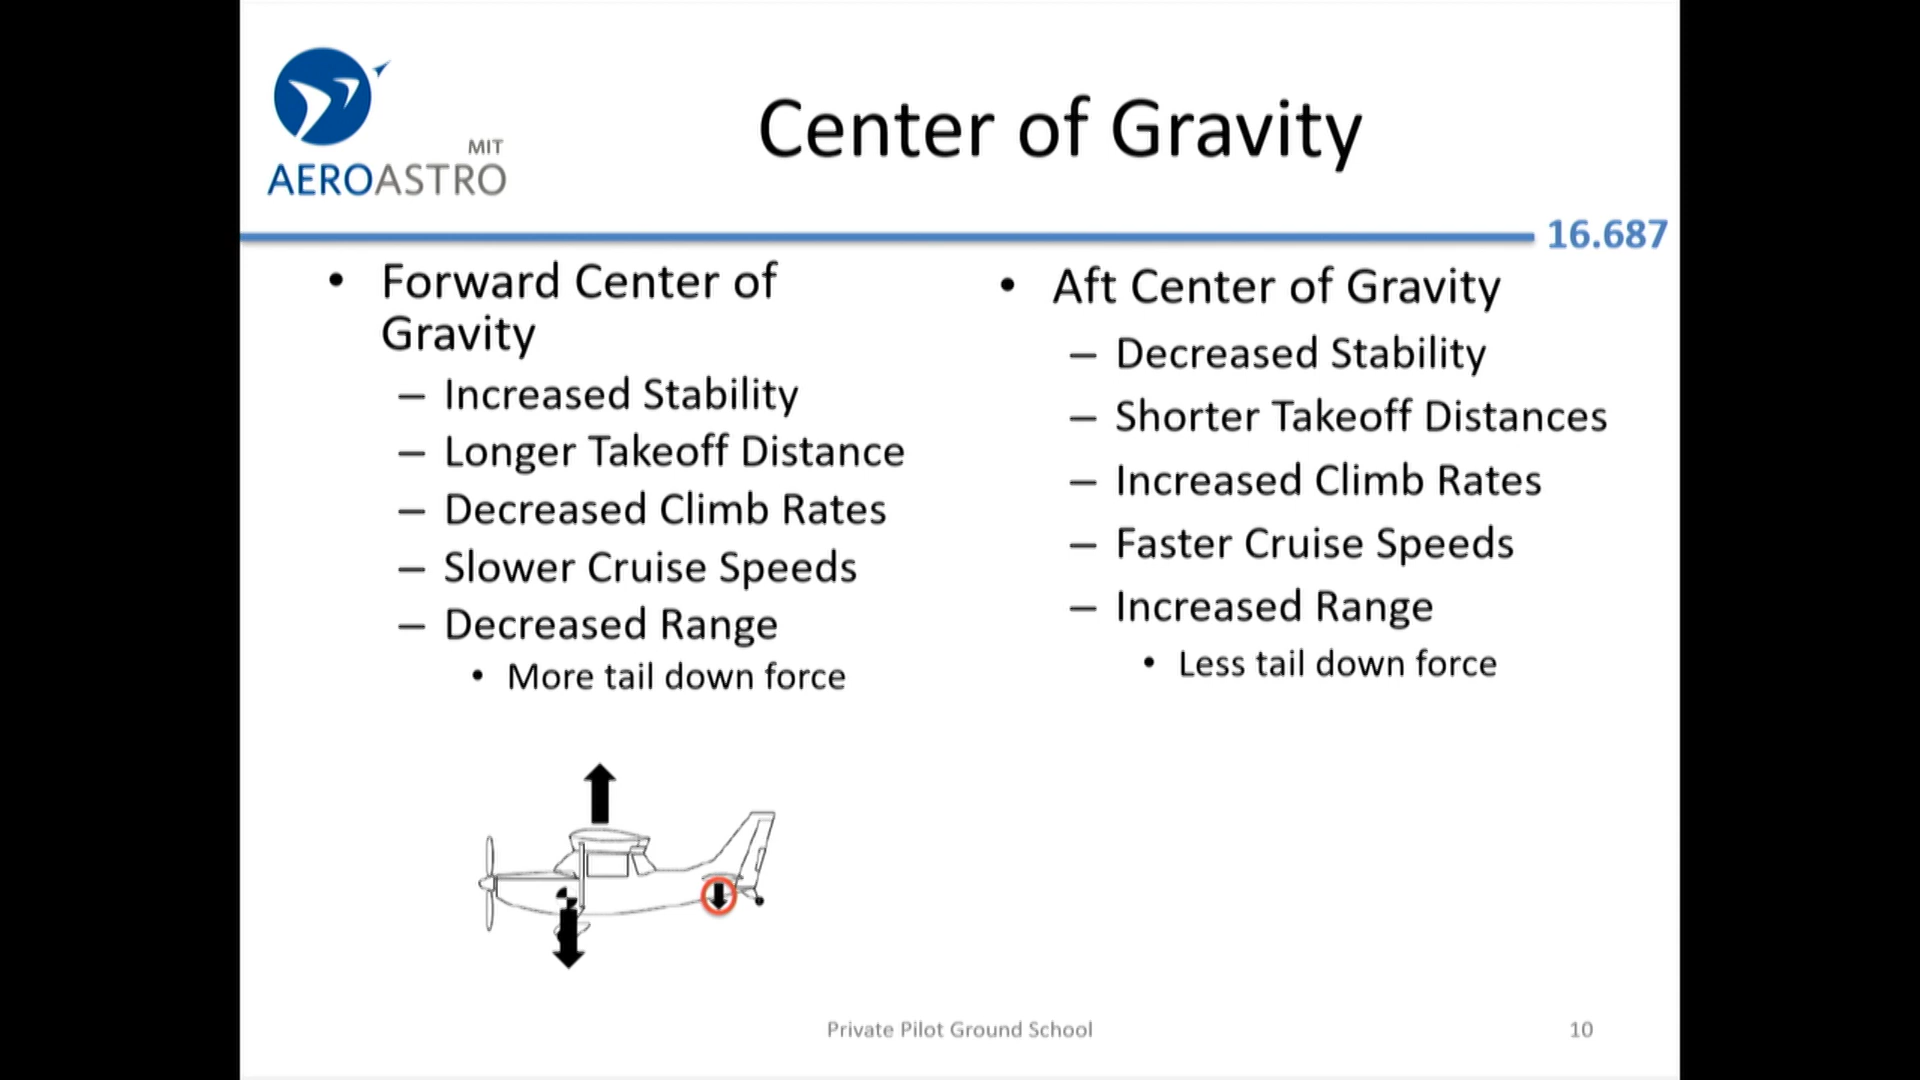 MIT
AEROASTRO
Center of Gravity
16.687
• Forward Center of
Gravity
– Increased Stability
– Longer Takeoff Distance
– Decreased Climb Rates
– Slower Cruise Speeds
– Decreased Range
• More tail down force
• Aft Center of Gravity
– Decreased Stability
– Shorter Takeoff Distances
– Increased Climb Rates
– Faster Cruise Speeds
– Increased Range
• Less tail down force
Private Pilot Ground School
10